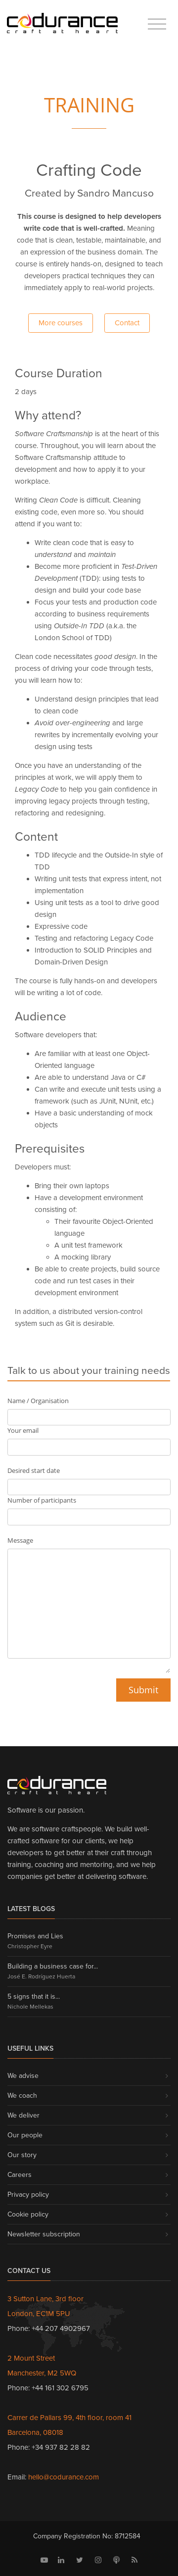 codurance
craft at heart
TRAINING
Crafting Code
Created by Sandro Mancuso
This course is designed to help developers
write code that is well-crafted. Meaning
code that is clean, testable, maintainable, and
an expression of the business domain. The
course is entirely hands-on, designed to teach
developers practical techniques they can
immediately apply to real-world projects.
More courses
Contact
Course Duration
2 days
Why attend?
Software Craftsmanship is at the heart of this
course. Throughout, you will learn about the
Software Craftsmanship attitude to
development and how to apply to your
workplace.
Writing Clean Code is difficult. Cleaning
existing code, even more so. You should
attend if you want to:
Write clean code that is easy to
understand and maintain
Become more proficient in Test-Driven
Development (TDD): using tests to
design and build your code base
Focus your tests and production code
according to business requirements
using Outside-In TDD (a.k.a. the
London School of TDD)
Clean code necessitates good design. In the
process of driving your code through tests,
you will learn how to:
Understand design principles that lead
to clean code
Avoid over-engineering and large
rewrites by incrementally evolving your
design using tests
Once you have an understanding of the
principles at work, we will apply them to
Legacy Code to help you gain confidence in
improving legacy projects through testing,
refactoring and redesigning.
Content
TDD lifecycle and the Outside-In style of
TDD
Writing unit tests that express intent, not
implementation
Using unit tests as a tool to drive good
design
Expressive code
Testing and refactoring Legacy Code
Introduction to SOLID Principles and
Domain-Driven Design
The course is fully hands-on and developers
will be writing a lot of code.
Audience
Software developers that:
Are familiar with at least one Object-
Oriented language
Are able to understand Java or C#
Can write and execute unit tests using a
framework (such as JUnit, NUnit, etc.)
Have a basic understanding of mock
objects
Prerequisites
Developers must:
Bring their own laptops
Have a development environment
consisting of:
Their favourite Object-Oriented
language
A unit test framework
A mocking library
Be able to create projects, build source
code and run test cases in their
development environment
In addition, a distributed version-control
system such as Git is desirable.
Talk to us about your training needs
Name / Organisation
Your email
Desired start date
Number of participants
Message
Submit
codurance
craft at heart
Software is our passion.
We are software craftspeople. We build well-
crafted software for our clients, we help
developers to get better at their craft through
training, coaching and mentoring, and we help
companies get better at delivering software.
LATEST BLOGS
Promises and Lies
Christopher Eyre
Building a business case for...
José E. Rodríguez Huerta
5 signs that it is...
Nichole Mellekas
USEFUL LINKS
We advise
We coach
We deliver
Our people
Our story
Careers
Privacy policy
Cookie policy
Newsletter subscription
CONTACT US
3 Sutton Lane, 3rd floor
London, EC1M 5PU
Phone: +44 207 4902967
2 Mount Street
Manchester, M2 5WQ
Phone: +44 161 302 6795
Carrer de Pallars 99, 4th floor, room 41
Barcelona, 08018
Phone: +34 937 82 28 82
Email: hello@codurance.com
Company Registration No: 8712584